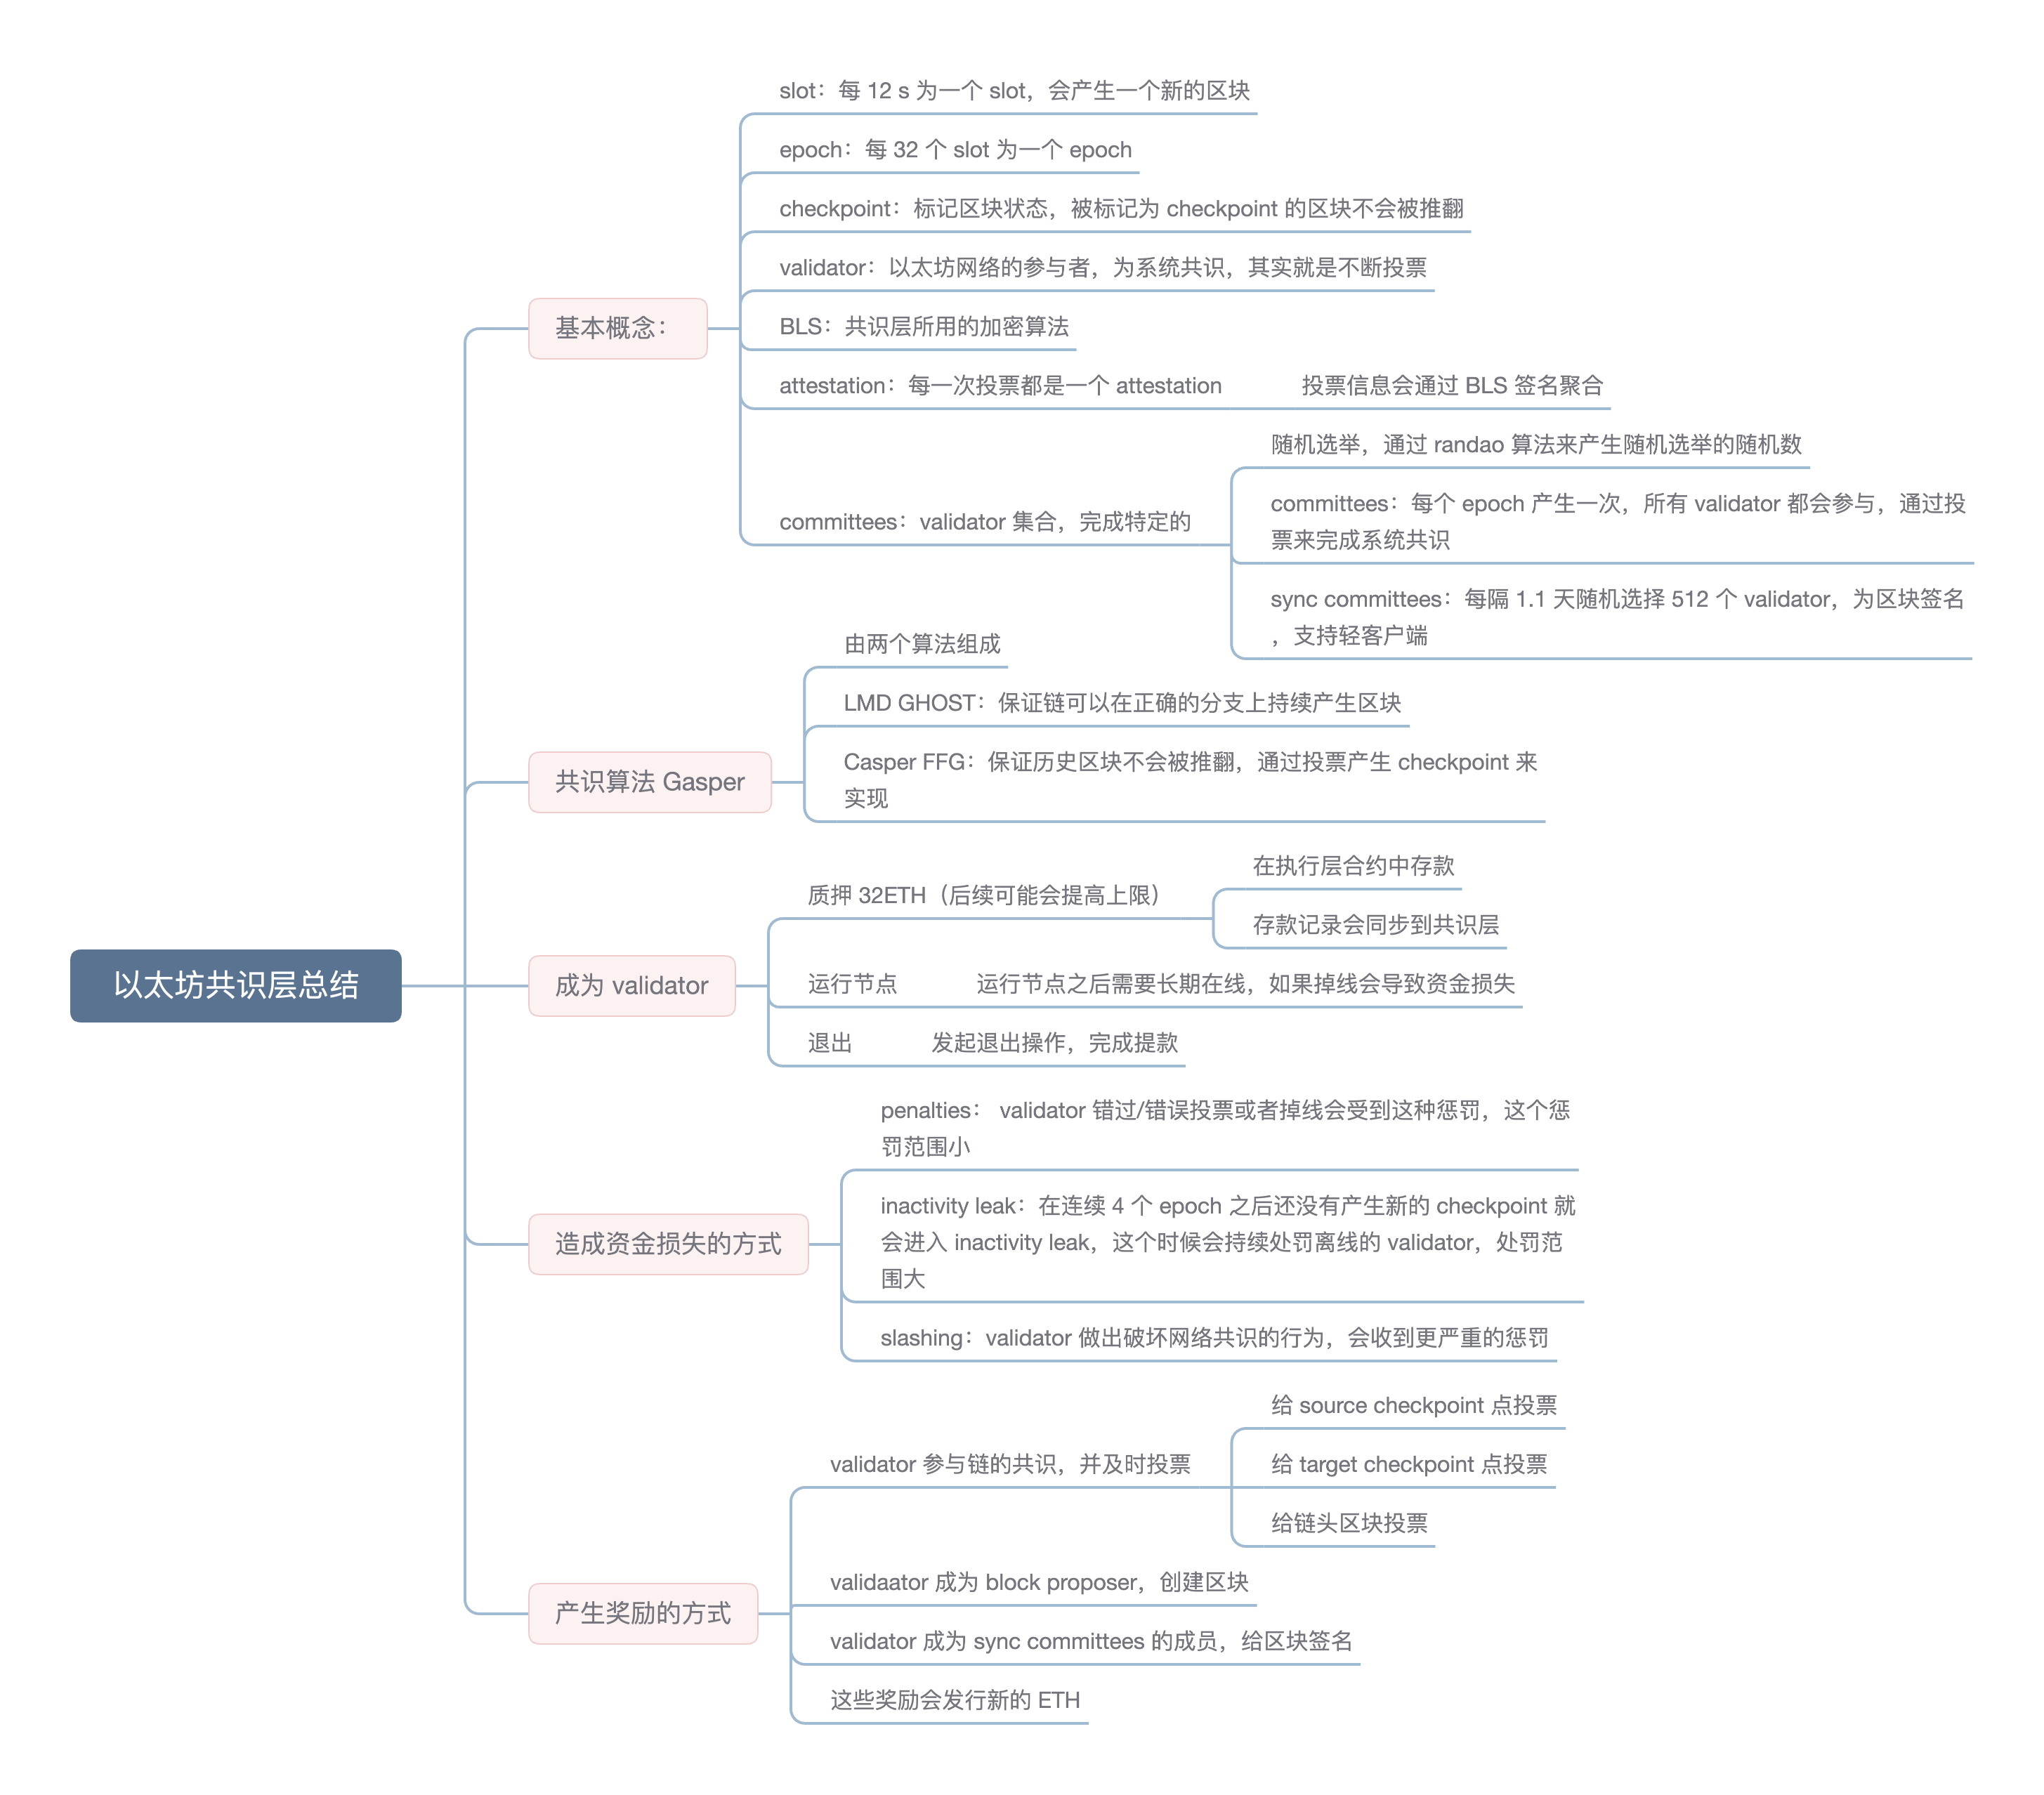 slot：每 12 s 为一个 slot，会产生一个新的区块
epoch：每 32 个 slot 为一个 epoch
checkpoint：标记区块状态，被标记为 checkpoint 的区块不会被推翻
validator：以太坊网络的参与者，为系统共识，其实就是不断投票
基本概念：
BLS：共识层所用的加密算法
attestation：每一次投票都是一个 attestation
投票信息会通过 BLS 签名聚合
committees：validator 集合，完成特定的
随机选举，通过 randao 算法来产生随机选举的随机数
committees：每个 epoch 产生一次，所有 validator 都会参与，通过投
票来完成系统共识
sync committees：每隔 1.1 天随机选择 512 个 validator，为区块签名
，支持轻客户端
共识算法 Gasper
由两个算法组成
LMD GHOST：保证链可以在正确的分支上持续产生区块
Casper FFG：保证历史区块不会被推翻，通过投票产生 checkpoint 来
实现
以太坊共识层总结
成为 validator
质押 32ETH（后续可能会提高上限）
在执行层合约中存款
存款记录会同步到共识层
运行节点
运行节点之后需要长期在线，如果掉线会导致资金损失
退出
发起退出操作，完成提款
造成资金损失的方式
penalties： validator 错过/错误投票或者掉线会受到这种惩罚，这个惩
罚范围小
inactivity leak：在连续 4 个 epoch 之后还没有产生新的 checkpoint 就
会进入 inactivity leak，这个时候会持续处罚离线的 validator，处罚范
围大
slashing：validator 做出破坏网络共识的行为，会收到更严重的惩罚
产生奖励的方式
validator 参与链的共识，并及时投票
给 source checkpoint 点投票
给 target checkpoint 点投票
给链头区块投票
validaator 成为 block proposer，创建区块
validator 成为 sync committees 的成员，给区块签名
这些奖励会发行新的 ETH